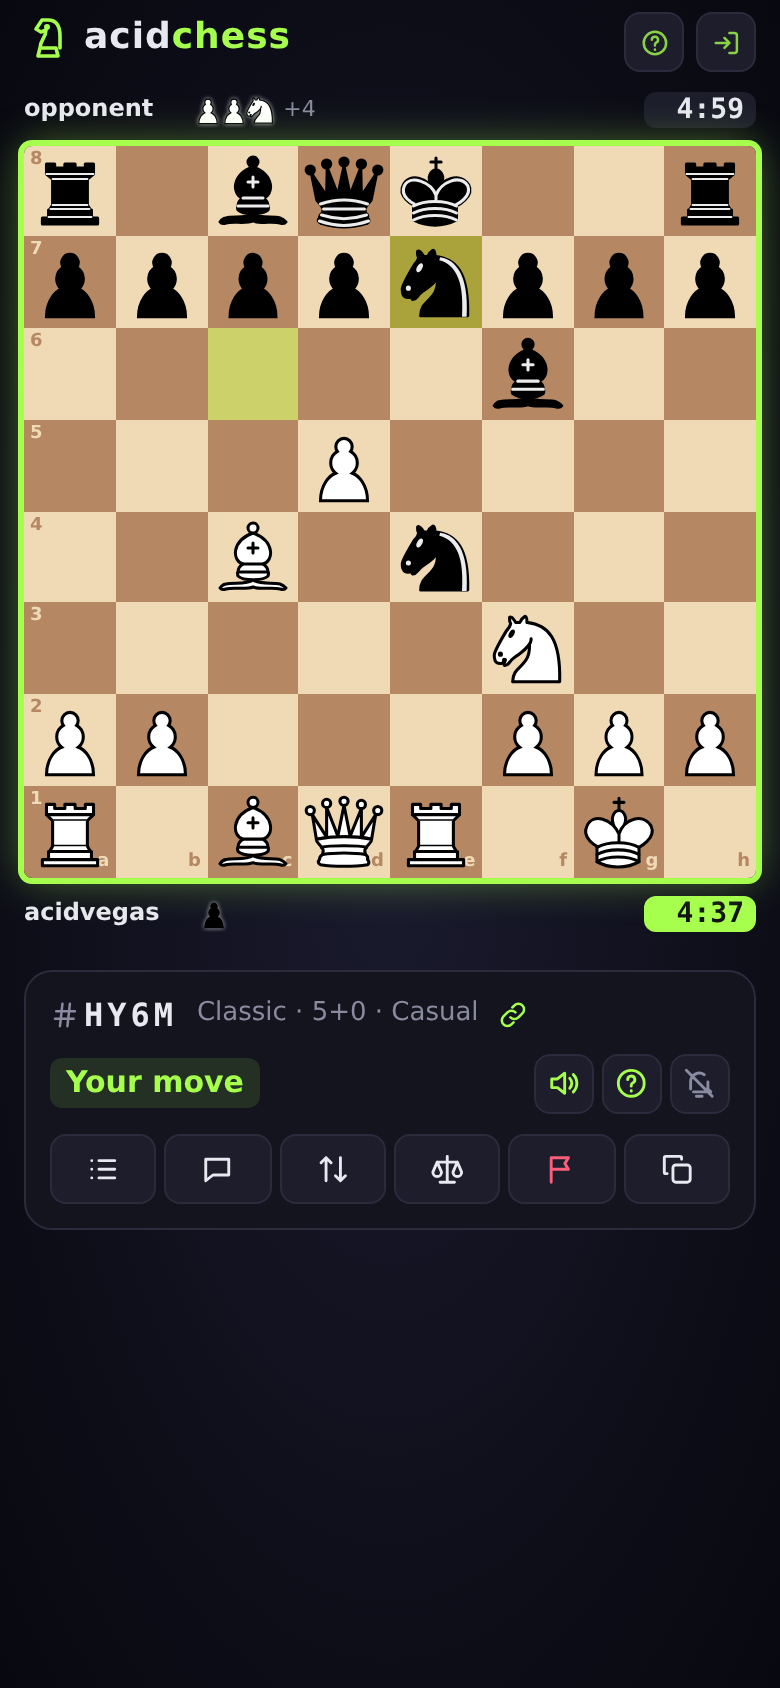 acidchess
opponent +4 4:59
8
7
6
5
4
3
2
1
a b c d e f g h
acidvegas 4:37
#HY6M Classic · 5+0 · Casual
Your move